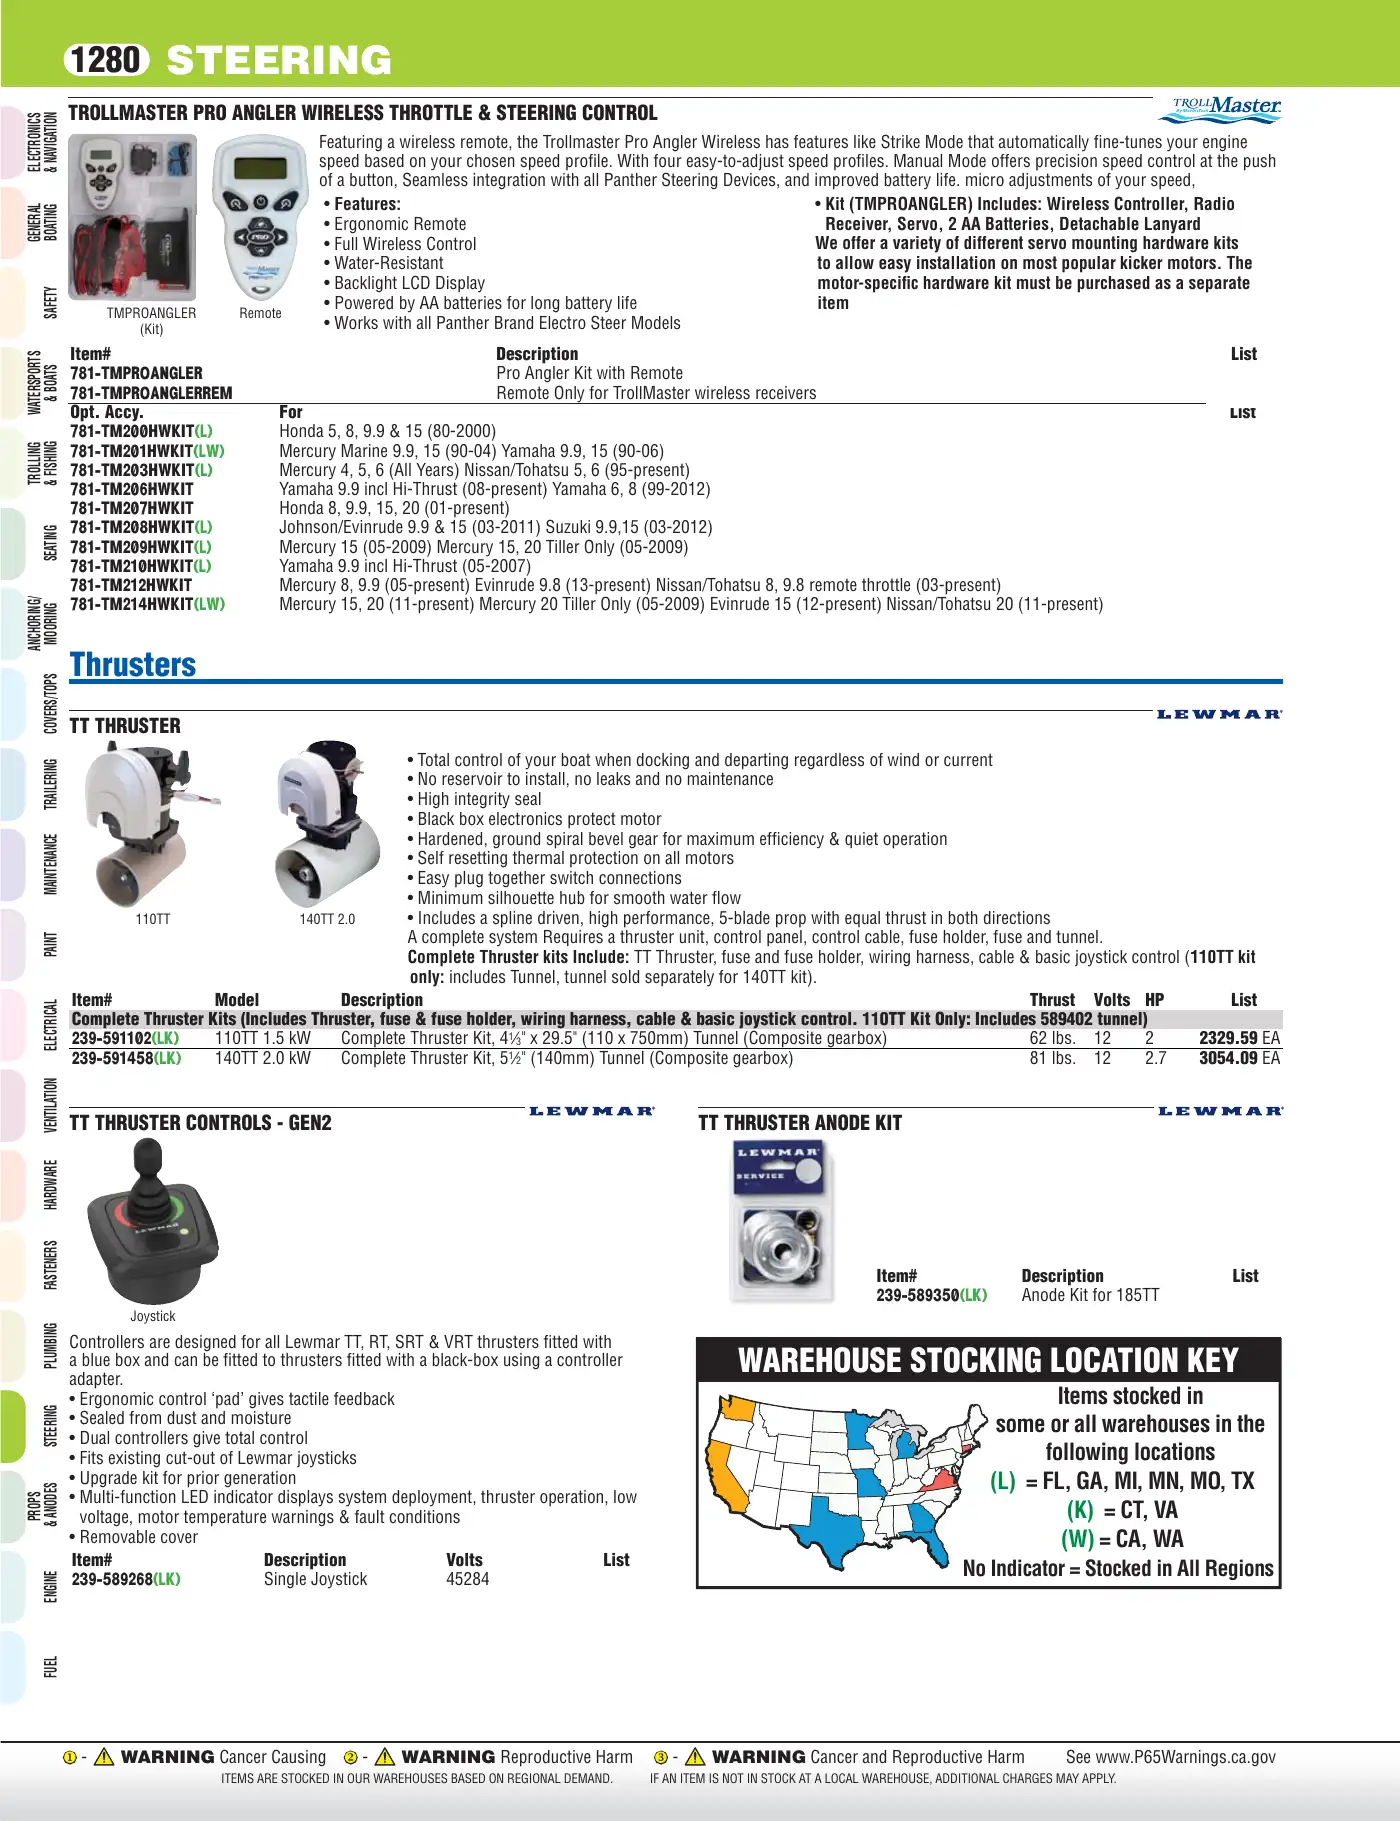 1280 STEERING
TROLLMASTER PRO ANGLER WIRELESS THROTTLE & STEERING CONTROL
TROLLMaster
Featuring a wireless remote, the Trollmaster Pro Angler Wireless has features like Strike Mode that automatically fine-tunes your engine
speed based on your chosen speed profile. With four easy-to-adjust speed profiles. Manual Mode offers precision speed control at the push
of a button, Seamless integration with all Panther Steering Devices, and improved battery life. micro adjustments of your speed,
• Features:
• Ergonomic Remote
• Full Wireless Control
• Water-Resistant
• Backlight LCD Display
• Powered by AA batteries for long battery life
• Works with all Panther Brand Electro Steer Models
• Kit (TMPROANGLER) Includes: Wireless Controller, Radio
Receiver, Servo, 2 AA Batteries, Detachable Lanyard
We offer a variety of different servo mounting hardware kits
to allow easy installation on most popular kicker motors. The
motor-specific hardware kit must be purchased as a separate
item
PRO
TMPROANGLER
(Kit)
Remote
Item# Description List
781-TMPROANGLER Pro Angler Kit with Remote
781-TMPROANGLERREM Remote Only for TrollMaster wireless receivers
Opt. Accy. For List
781-TM200HWKIT(L) Honda 5, 8, 9.9 & 15 (80-2000)
781-TM201HWKIT(LW) Mercury Marine 9.9, 15 (90-04) Yamaha 9.9, 15 (90-06)
781-TM203HWKIT(L) Mercury 4, 5, 6 (All Years) Nissan/Tohatsu 5, 6 (95-present)
781-TM206HWKIT Yamaha 9.9 incl Hi-Thrust (08-present) Yamaha 6, 8 (99-2012)
781-TM207HWKIT Honda 8, 9.9, 15, 20 (01-present)
781-TM208HWKIT(L) Johnson/Evinrude 9.9 & 15 (03-2011) Suzuki 9.9,15 (03-2012)
781-TM209HWKIT(L) Mercury 15 (05-2009) Mercury 15, 20 Tiller Only (05-2009)
781-TM210HWKIT(L) Yamaha 9.9 incl Hi-Thrust (05-2007)
781-TM212HWKIT Mercury 8, 9.9 (05-present) Evinrude 9.8 (13-present) Nissan/Tohatsu 8, 9.8 remote throttle (03-present)
781-TM214HWKIT(LW) Mercury 15, 20 (11-present) Mercury 20 Tiller Only (05-2009) Evinrude 15 (12-present) Nissan/Tohatsu 20 (11-present)
Thrusters
TT THRUSTER
LEWMAR
• Total control of your boat when docking and departing regardless of wind or current
• No reservoir to install, no leaks and no maintenance
• High integrity seal
• Black box electronics protect motor
• Hardened, ground spiral bevel gear for maximum efficiency & quiet operation
• Self resetting thermal protection on all motors
• Easy plug together switch connections
• Minimum silhouette hub for smooth water flow
• Includes a spline driven, high performance, 5-blade prop with equal thrust in both directions
A complete system Requires a thruster unit, control panel, control cable, fuse holder, fuse and tunnel.
Complete Thruster kits Include: TT Thruster, fuse and fuse holder, wiring harness, cable & basic joystick control (110TT kit
only: includes Tunnel, tunnel sold separately for 140TT kit).
110TT
140TT 2.0
Item# Model Description Thrust Volts HP List
Complete Thruster Kits (Includes Thruster, fuse & fuse holder, wiring harness, cable & basic joystick control. 110TT Kit Only: Includes 589402 tunnel)
239-591102(LK) 110TT 1.5 kW Complete Thruster Kit, 4⅓" x 29.5" (110 x 750mm) Tunnel (Composite gearbox) 62 lbs. 12 2 2329.59 EA
239-591458(LK) 140TT 2.0 kW Complete Thruster Kit, 5½" (140mm) Tunnel (Composite gearbox) 81 lbs. 12 2.7 3054.09 EA
TT THRUSTER CONTROLS - GEN2
LEWMAR
LEWMAR
Joystick
Controllers are designed for all Lewmar TT, RT, SRT & VRT thrusters fitted with
a blue box and can be fitted to thrusters fitted with a black-box using a controller
adapter.
• Ergonomic control ‘pad’ gives tactile feedback
• Sealed from dust and moisture
• Dual controllers give total control
• Fits existing cut-out of Lewmar joysticks
• Upgrade kit for prior generation
• Multi-function LED indicator displays system deployment, thruster operation, low
voltage, motor temperature warnings & fault conditions
• Removable cover
Item# Description Volts List
239-589268(LK) Single Joystick 45284
TT THRUSTER ANODE KIT
LEWMAR
LEWMAR
SERVICE
Item# Description List
239-589350(LK) Anode Kit for 185TT
WAREHOUSE STOCKING LOCATION KEY
Items stocked in
some or all warehouses in the
following locations
(L) = FL, GA, MI, MN, MO, TX
(K) = CT, VA
(W) = CA, WA
No Indicator = Stocked in All Regions
ELECTRONICS
& NAVIGATION
GENERAL
BOATING
SAFETY
WATERSPORTS
& BOATS
TROLLING
& FISHING
SEATING
ANCHORING/
MOORING
COVERS/TOPS
TRAILERING
MAINTENANCE
PAINT
ELECTRICAL
VENTILATION
HARDWARE
FASTENERS
PLUMBING
STEERING
PROPS
& ANODES
ENGINE
FUEL
1 - WARNING Cancer Causing 2 - WARNING Reproductive Harm 3 - WARNING Cancer and Reproductive Harm See www.P65Warnings.ca.gov
ITEMS ARE STOCKED IN OUR WAREHOUSES BASED ON REGIONAL DEMAND. IF AN ITEM IS NOT IN STOCK AT A LOCAL WAREHOUSE, ADDITIONAL CHARGES MAY APPLY.